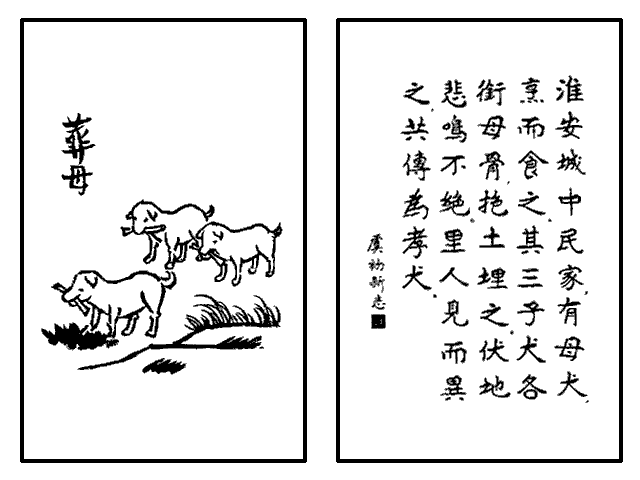 葬母
淮安城中民家，有母犬，
烹而食之。其三子犬各
銜母骨，抱土埋之，伏地
悲鳴不絕。里人見而異
之，共傳為孝犬。
虞初新志